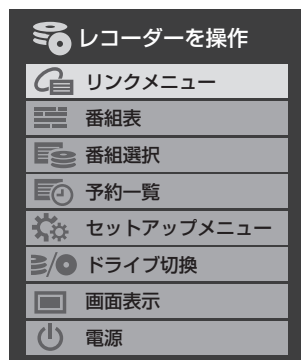 レコーダーを操作
リンクメニュー
番組表
番組選択
予約一覧
セットアップメニュー
ドライブ切換
画面表示
電源